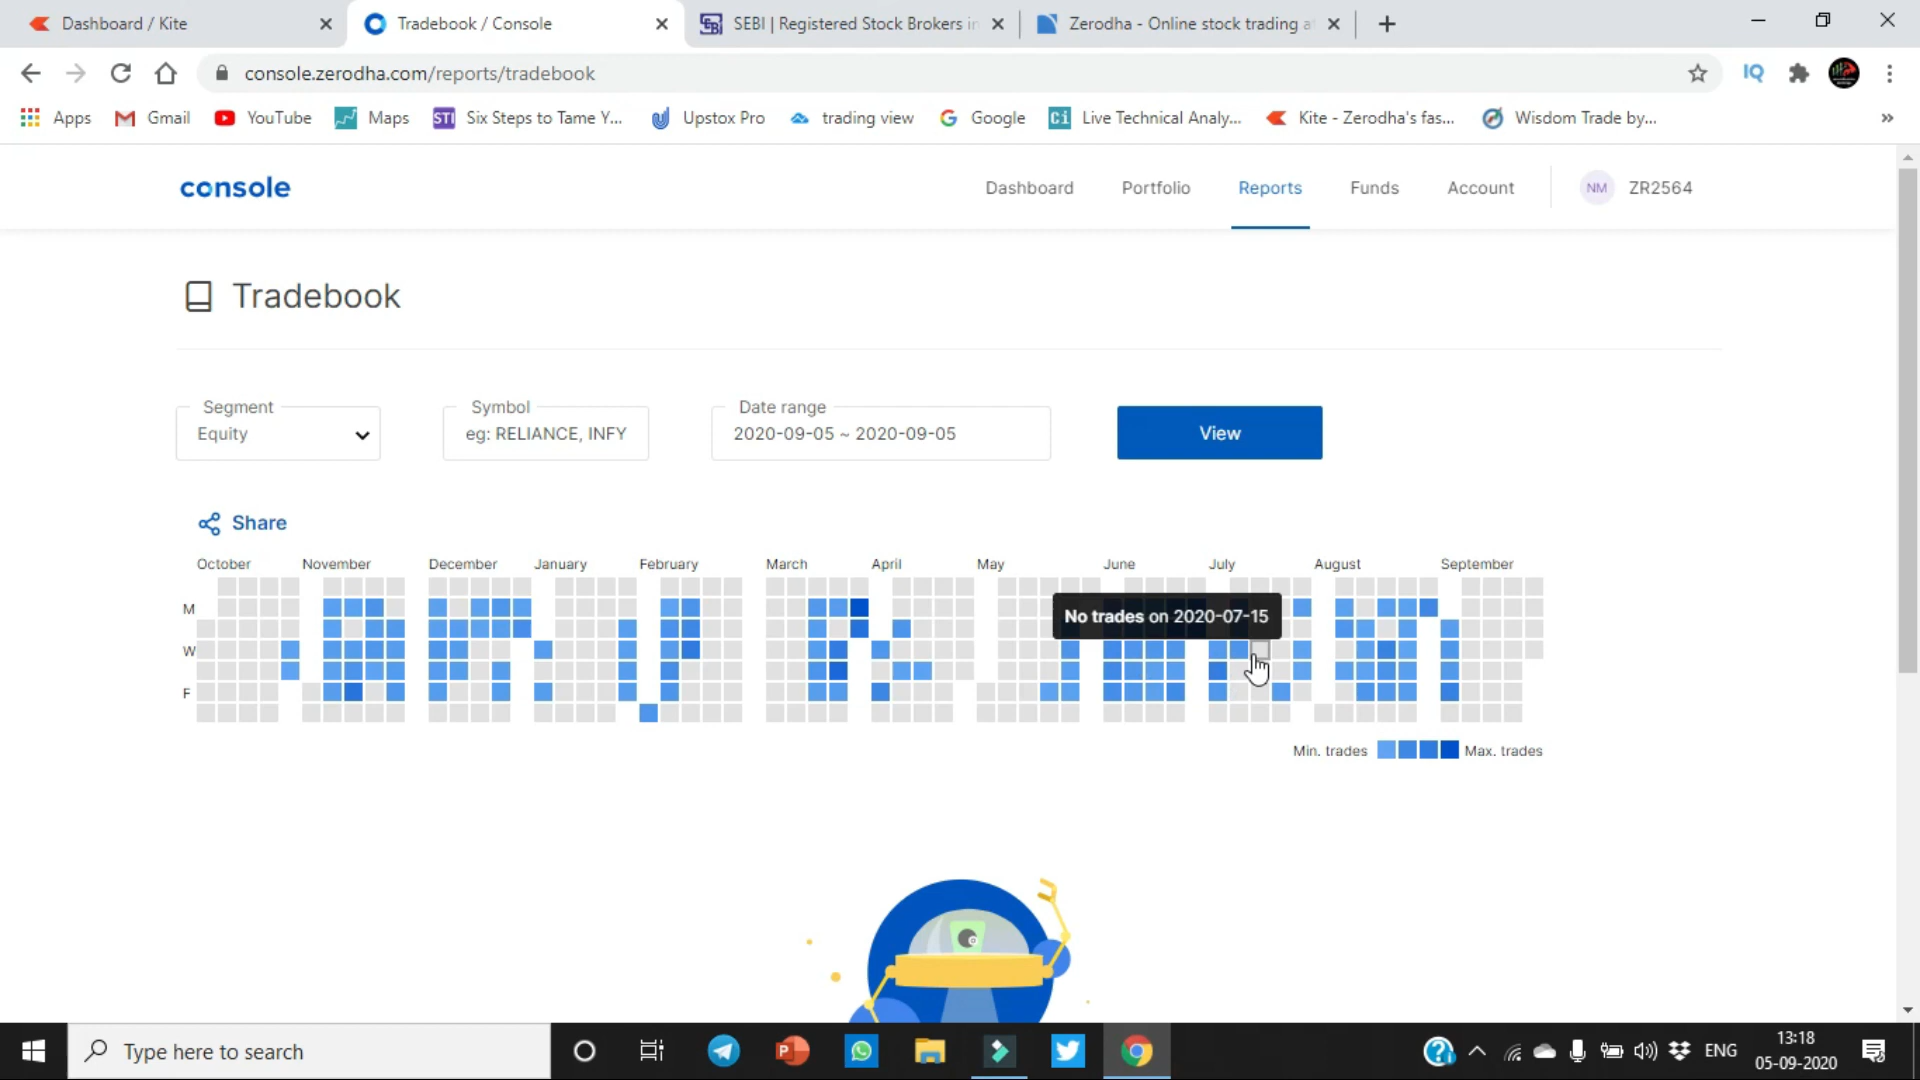 Dashboard / Kite
Tradebook / Console
SEBI | Registered Stock Brokers in
Zerodha - Online stock trading a
console.zerodha.com/reports/tradebook
IQ
Apps
Gmail
YouTube
Maps
STI Six Steps to Tame Y...
Upstox Pro
trading view
Google
Ci Live Technical Analy...
Kite - Zerodha's fas...
Wisdom Trade by...
»
console
Dashboard
Portfolio
Reports
Funds
Account
NM
ZR2564
Tradebook
Segment
Equity
Symbol
eg: RELIANCE, INFY
Date range
2020-09-05 ~ 2020-09-05
View
Share
October November December January February March April May June July August September
M
W
F
No trades on 2020-07-15
Min. trades
Max. trades
Type here to search
ENG
13:18
05-09-2020